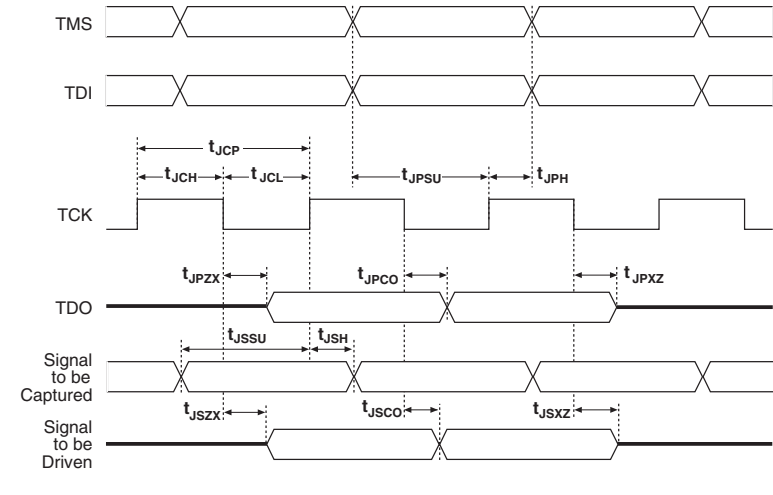 TMS
TDI
tJCP
tJCH
tJCL
tJPSU
tJPH
TCK
tJPZX
tJPCO
tJPXZ
TDO
tJSSU
tJSH
Signal
to be
Captured
tJSZX
tJSCO
tJSXZ
Signal
to be
Driven